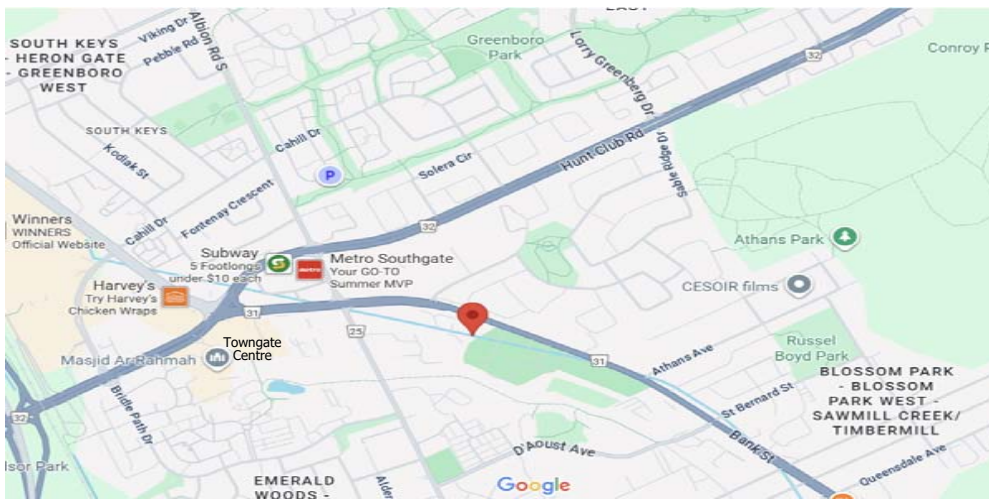 EAST
Viking Dr
Pebble Rd
Albion Rd S
SOUTH KEYS
- HERON GATE
- GREENBORO
WEST
Greenboro
Park
Lorry Greenberg Dr
32
Conroy P
SOUTH KEYS
Kodiak St
Cahill Dr
P
Solera Cir
Hunt Club Rd
Sable Ridge Dr
Fontenay Crescent
Cahill Dr
Winners
WINNERS
Official Website
32
Athans Park
Subway
5 Footlongs
under $10 each
metro
Metro Southgate
Your GO-TO
Summer MVP
CESOIR films
Harvey's
Try Harvey's
Chicken Wraps
31
25
Towngate
Centre
Masjid Ar-Rahmah
31
Athans Ave
Russel
Boyd Park
BLOSSOM PARK
- BLOSSOM
PARK WEST -
SAWMILL CREEK/
TIMBERMILL
St Bernard St
32
Bridle Path Dr
D'Aoust Ave
Bank St
Queensdale Ave
lsor Park
EMERALD
WOODS -
Alder
Google